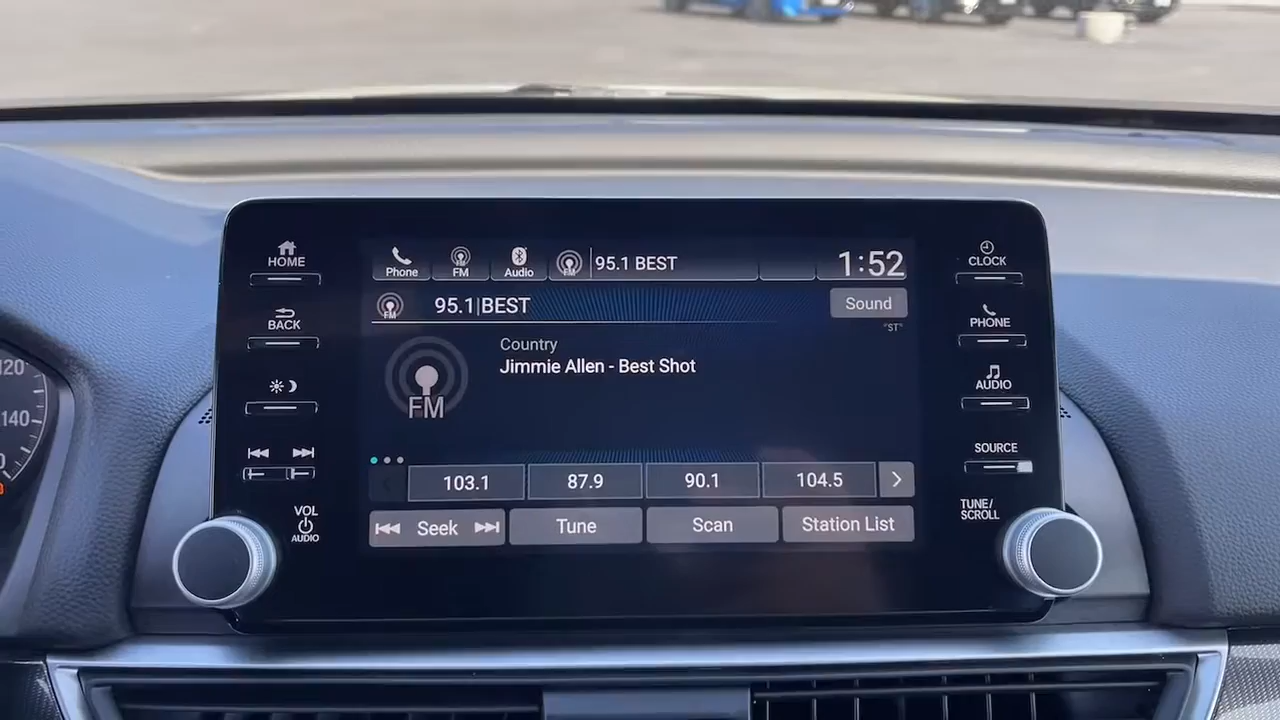 HOME
BACK
VOL
AUDIO
Phone
FM
Audio
95.1 BEST
1:52
FM
95.1|BEST
Sound
"ST"
Country
Jimmie Allen - Best Shot
FM
103.1
87.9
90.1
104.5
Seek
Tune
Scan
Station List
CLOCK
PHONE
AUDIO
SOURCE
TUNE/
SCROLL
120
140